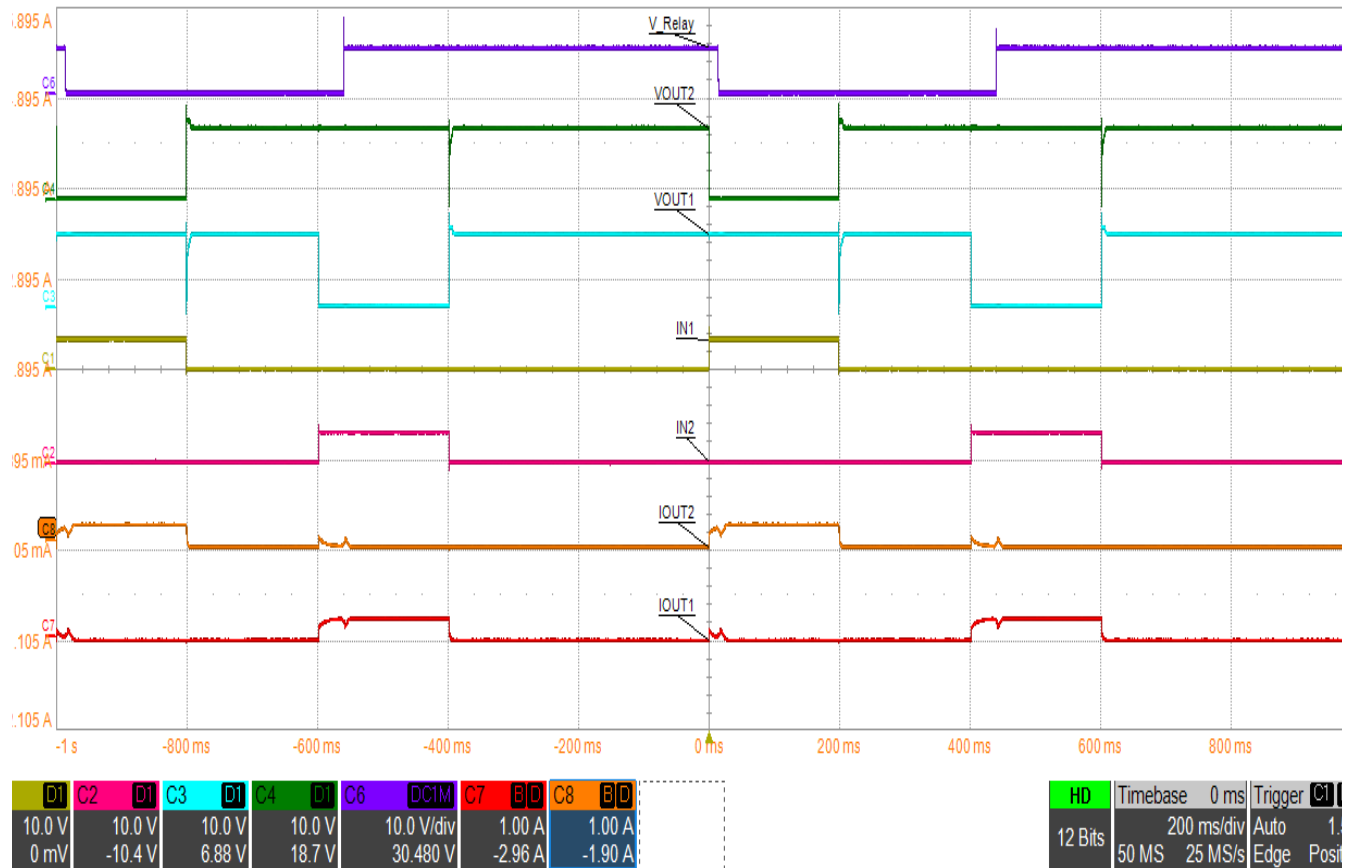 .895 A
V_Relay
C6
.895 A
VOUT2
.895 A
C4
VOUT1
.895 A
C3
IN1
C1
.895 A
IN2
C2
895 mA
IOUT2
C8
05 mA
IOUT1
C7
.105 A
.105 A
-1 s
-800 ms
-600 ms
-400 ms
-200 ms
0 ms
200 ms
400 ms
600 ms
800 ms
D1 C2 D1 C3 D1 C4 D1 C6 DC1M C7 B D C8 B D
10.0 V 10.0 V 10.0 V 10.0 V 10.0 V/div 1.00 A 1.00 A
0 mV -10.4 V 6.88 V 18.7 V 30.480 V -2.96 A -1.90 A
HD Timebase 0 ms Trigger C1
12 Bits 200 ms/div Auto
50 MS 25 MS/s Edge Posit